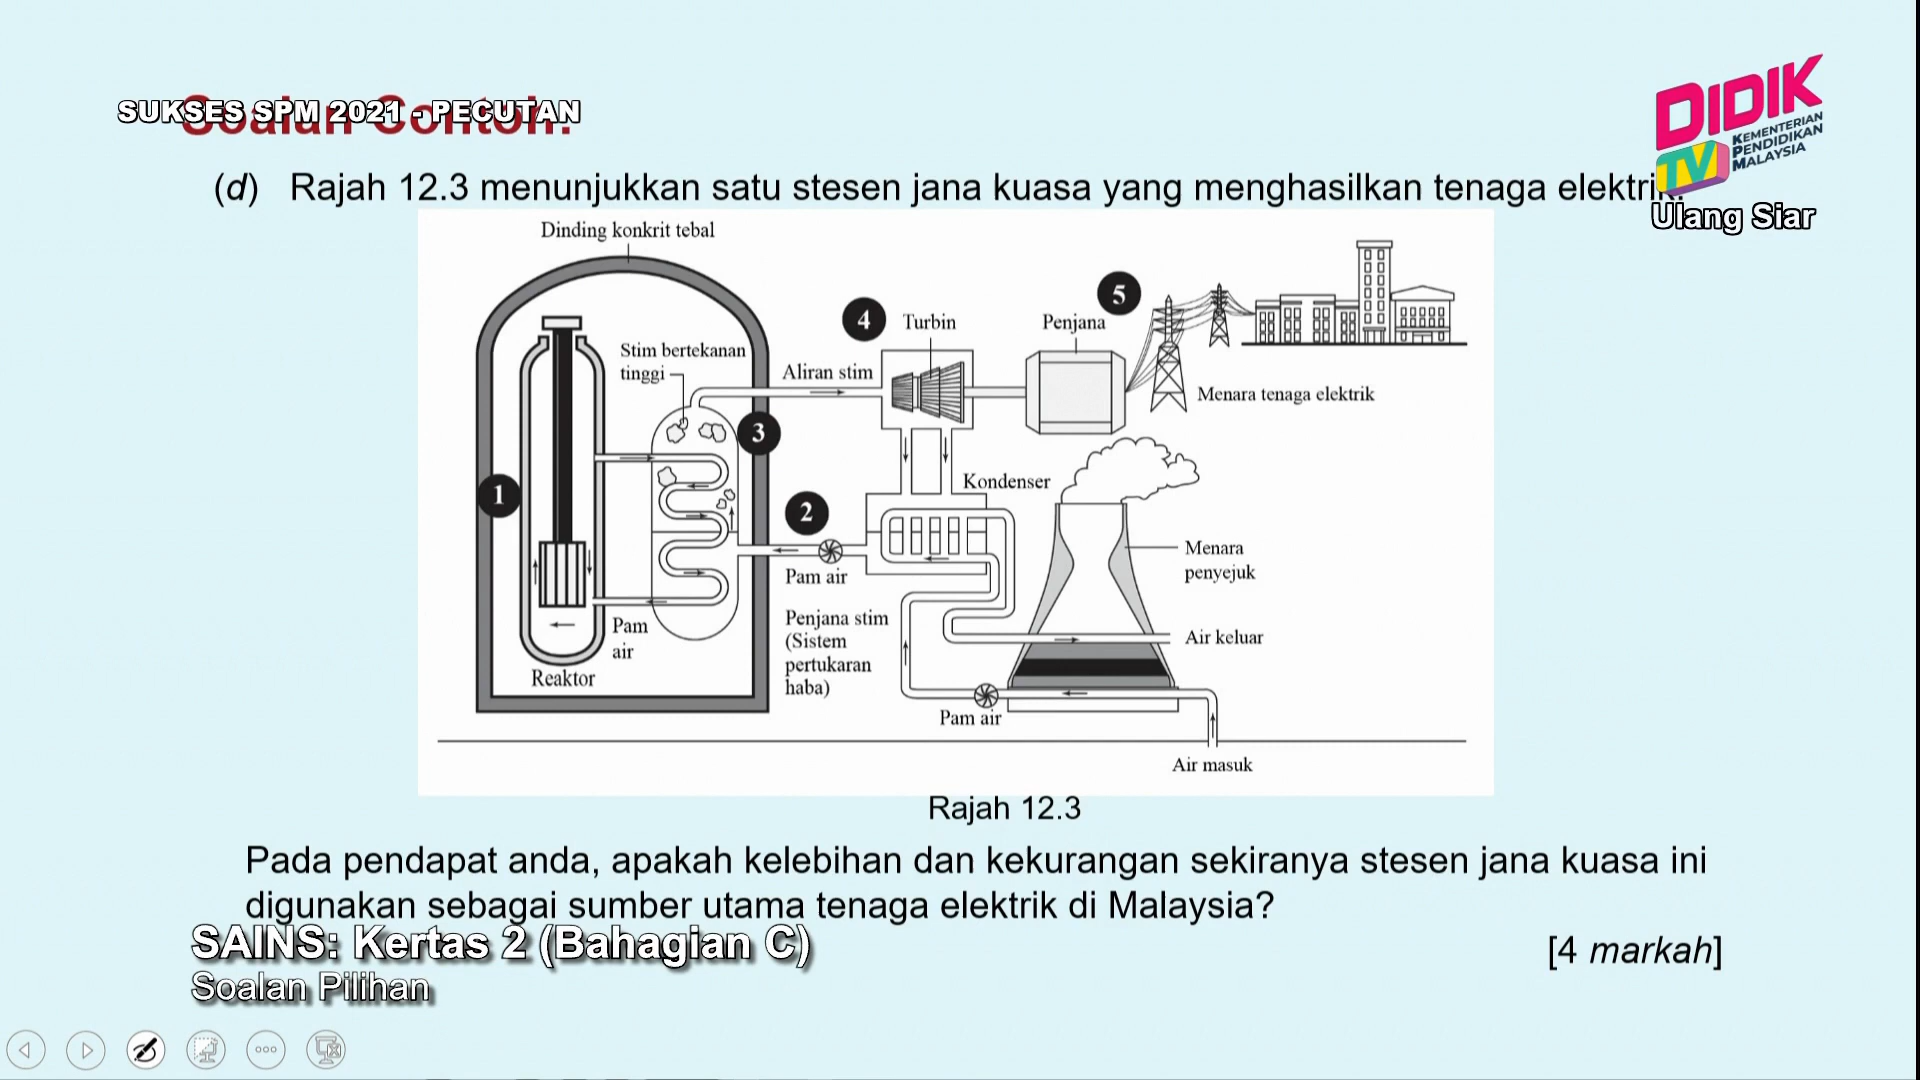 SUKSES SPM 2021 - PECUTAN
Soalan Contoh:
DIDIK
TV
KEMENTERIAN
PENDIDIKAN
MALAYSIA
Ulang Siar
(d) Rajah 12.3 menunjukkan satu stesen jana kuasa yang menghasilkan tenaga elektrik.
Dinding konkrit tebal
5
4
Turbin
Penjana
Stim bertekanan
tinggi
Aliran stim
Menara tenaga elektrik
3
Kondenser
1
2
Menara
penyejuk
Pam air
Penjana stim
(Sistem
pertukaran
haba)
Pam
air
Air keluar
Reaktor
Pam air
Air masuk
Rajah 12.3
Pada pendapat anda, apakah kelebihan dan kekurangan sekiranya stesen jana kuasa ini
digunakan sebagai sumber utama tenaga elektrik di Malaysia?
[4 markah]
SAINS: Kertas 2 (Bahagian C)
Soalan Pilihan